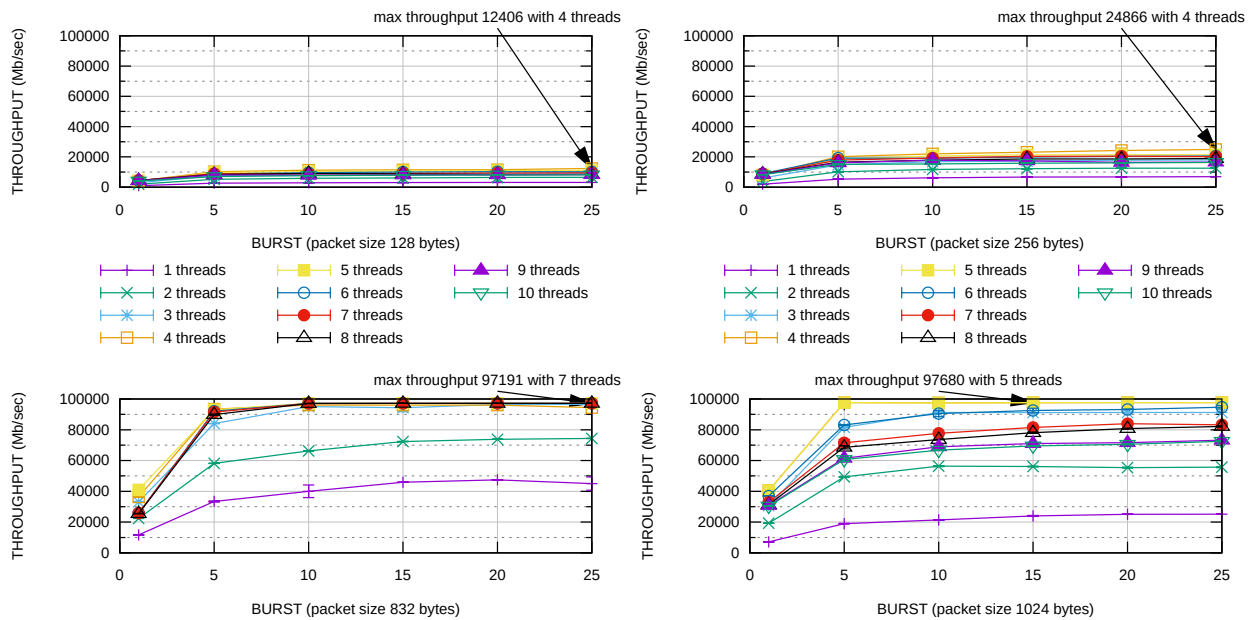 max throughput 12406 with 4 threads
THROUGHPUT (Mb/sec)
100000
80000
60000
40000
20000
0
0 5 10 15 20 25
BURST (packet size 128 bytes)
1 threads 5 threads 9 threads
2 threads 6 threads 10 threads
3 threads 7 threads
4 threads 8 threads
max throughput 24866 with 4 threads
THROUGHPUT (Mb/sec)
100000
80000
60000
40000
20000
0
0 5 10 15 20 25
BURST (packet size 256 bytes)
1 threads 5 threads 9 threads
2 threads 6 threads 10 threads
3 threads 7 threads
4 threads 8 threads
max throughput 97191 with 7 threads
THROUGHPUT (Mb/sec)
100000
80000
60000
40000
20000
0
0 5 10 15 20 25
BURST (packet size 832 bytes)
max throughput 97680 with 5 threads
THROUGHPUT (Mb/sec)
100000
80000
60000
40000
20000
0
0 5 10 15 20 25
BURST (packet size 1024 bytes)